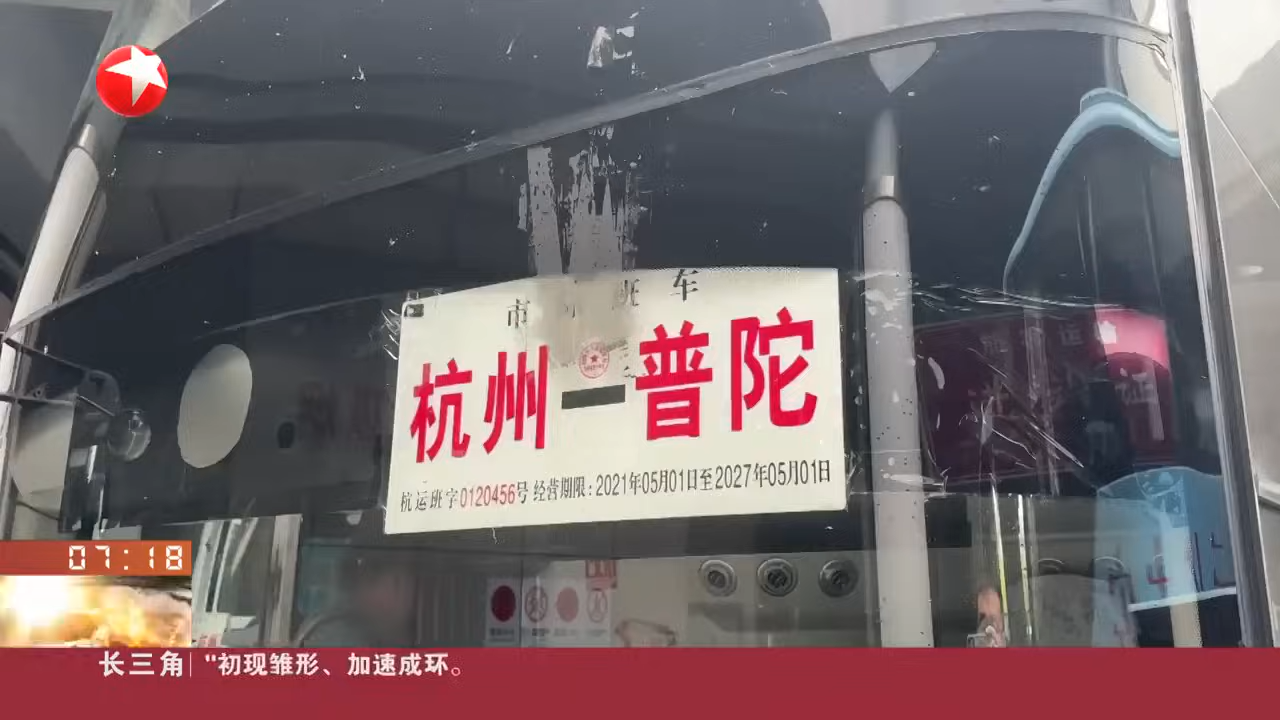 市 班车
杭州—普陀
杭运班字0120456号 经营期限：2021年05月01日至2027年05月01日
07:18
长三角 "初现雏形、加速成环。